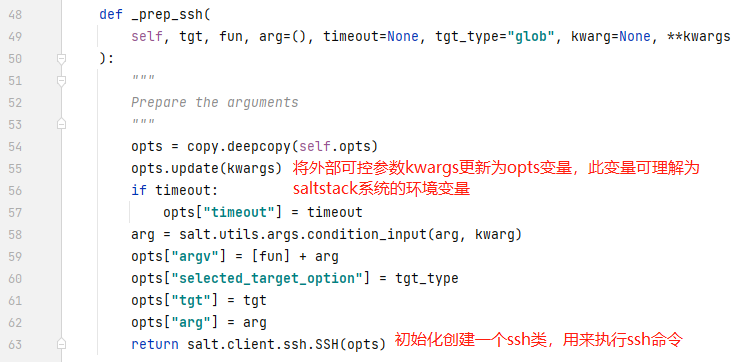 48 def _prep_ssh(
49 self, tgt, fun, arg=(), timeout=None, tgt_type="glob", kwarg=None, **kwargs
50 ):
51 """
52 Prepare the arguments
53 """
54 opts = copy.deepcopy(self.opts)
55 opts.update(kwargs) 将外部可控参数kwargs更新为opts变量，此变量可理解为
56 if timeout: saltstack系统的环境变量
57 opts["timeout"] = timeout
58 arg = salt.utils.args.condition_input(arg, kwarg)
59 opts["argv"] = [fun] + arg
60 opts["selected_target_option"] = tgt_type
61 opts["tgt"] = tgt
62 opts["arg"] = arg
63 return salt.client.ssh.SSH(opts) 初始化创建一个ssh类，用来执行ssh命令